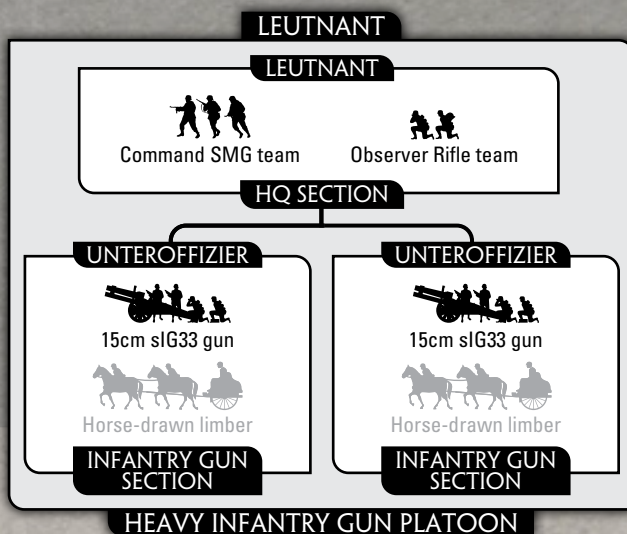 LEUTNANT
LEUTNANT
Command SMG team
Observer Rifle team
HQ SECTION
UNTEROFFIZIER
15cm sIG33 gun
Horse-drawn limber
INFANTRY GUN
SECTION
UNTEROFFIZIER
15cm sIG33 gun
Horse-drawn limber
INFANTRY GUN
SECTION
HEAVY INFANTRY GUN PLATOON